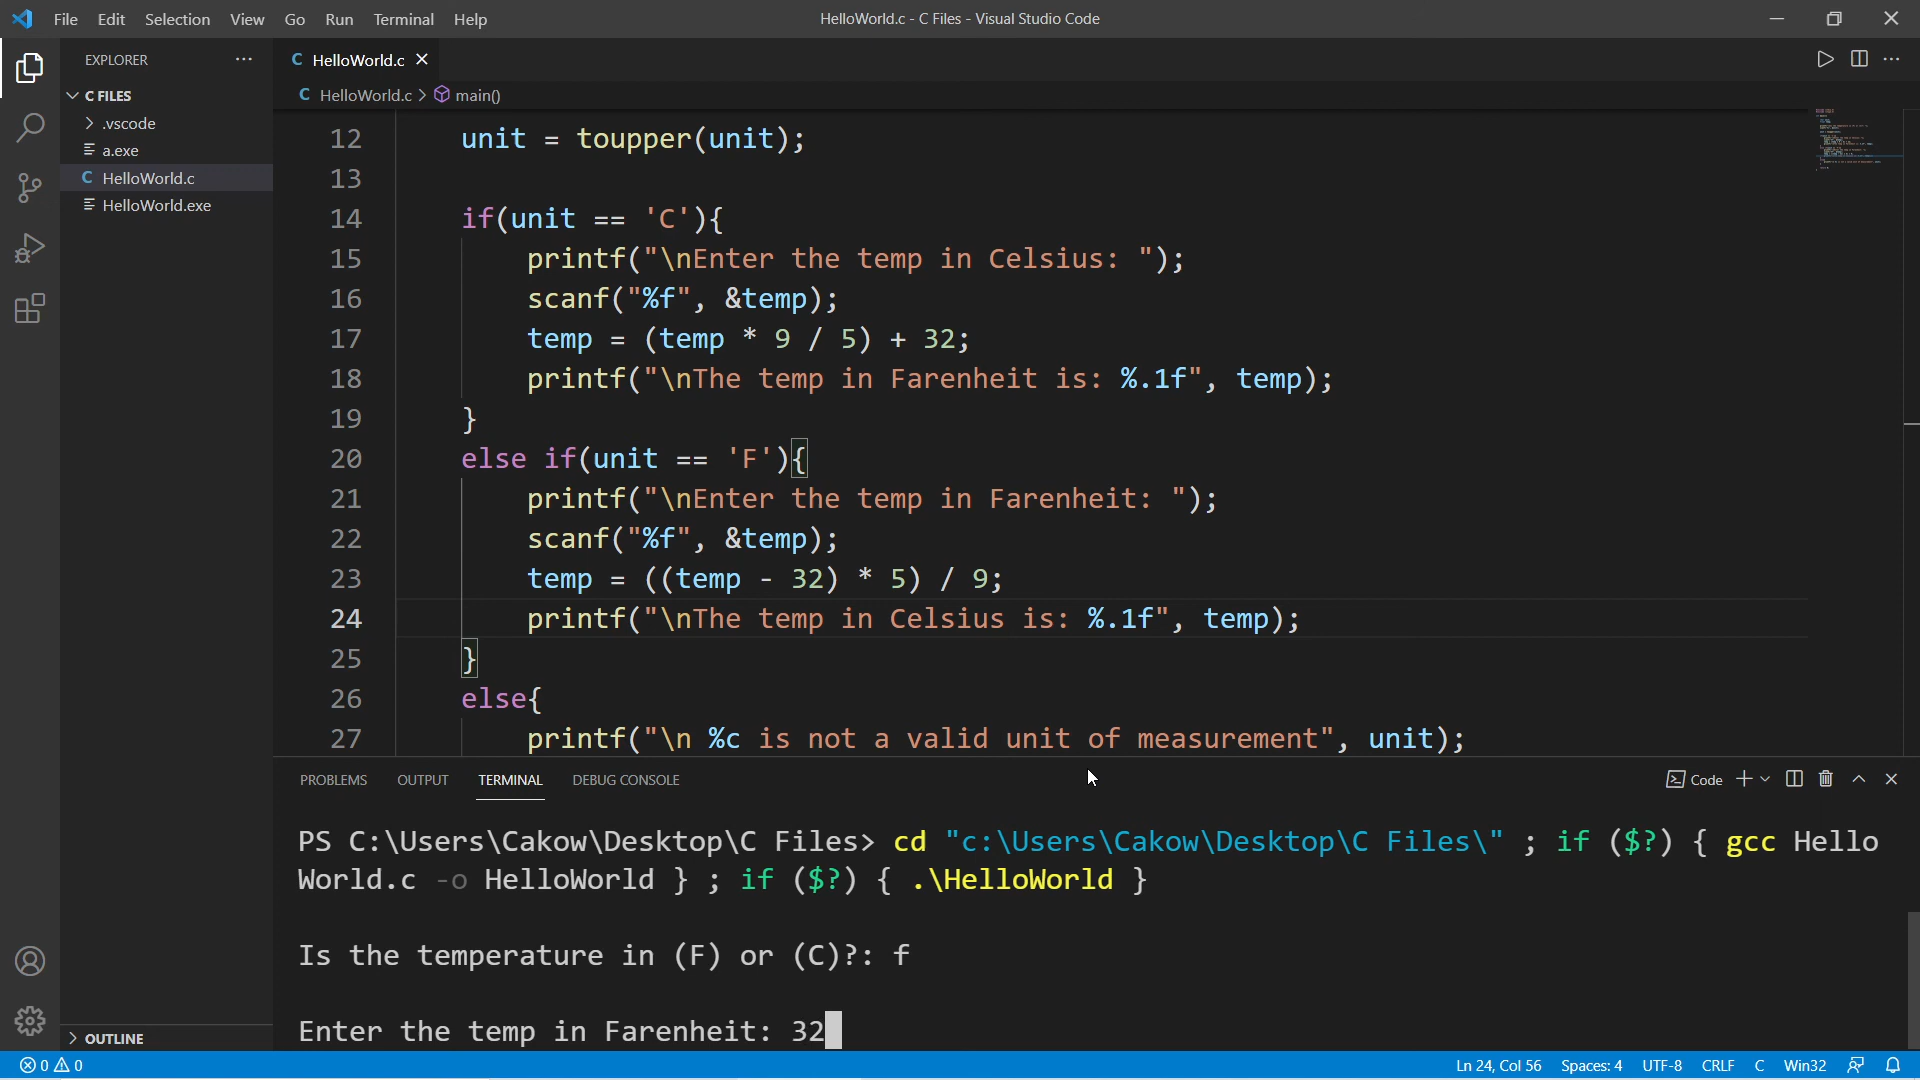 File Edit Selection View Go Run Terminal Help
HelloWorld.c - C Files - Visual Studio Code
EXPLORER
C FILES
.vscode
a.exe
C HelloWorld.c
HelloWorld.exe
OUTLINE
C HelloWorld.c
C HelloWorld.c > main()
12 unit = toupper(unit);
13
14 if(unit == 'C'){
15 printf("\nEnter the temp in Celsius: ");
16 scanf("%f", &temp);
17 temp = (temp * 9 / 5) + 32;
18 printf("\nThe temp in Farenheit is: %.1f", temp);
19 }
20 else if(unit == 'F'){
21 printf("\nEnter the temp in Farenheit: ");
22 scanf("%f", &temp);
23 temp = ((temp - 32) * 5) / 9;
24 printf("\nThe temp in Celsius is: %.1f", temp);
25 }
26 else{
27 printf("\n %c is not a valid unit of measurement", unit);
PROBLEMS OUTPUT TERMINAL DEBUG CONSOLE
Code
PS C:\Users\Cakow\Desktop\C Files> cd "c:\Users\Cakow\Desktop\C Files\" ; if ($?) { gcc Hello
World.c -o HelloWorld } ; if ($?) { .\HelloWorld }
Is the temperature in (F) or (C)?: f
Enter the temp in Farenheit: 32
0 0
Ln 24, Col 56 Spaces: 4 UTF-8 CRLF C Win32